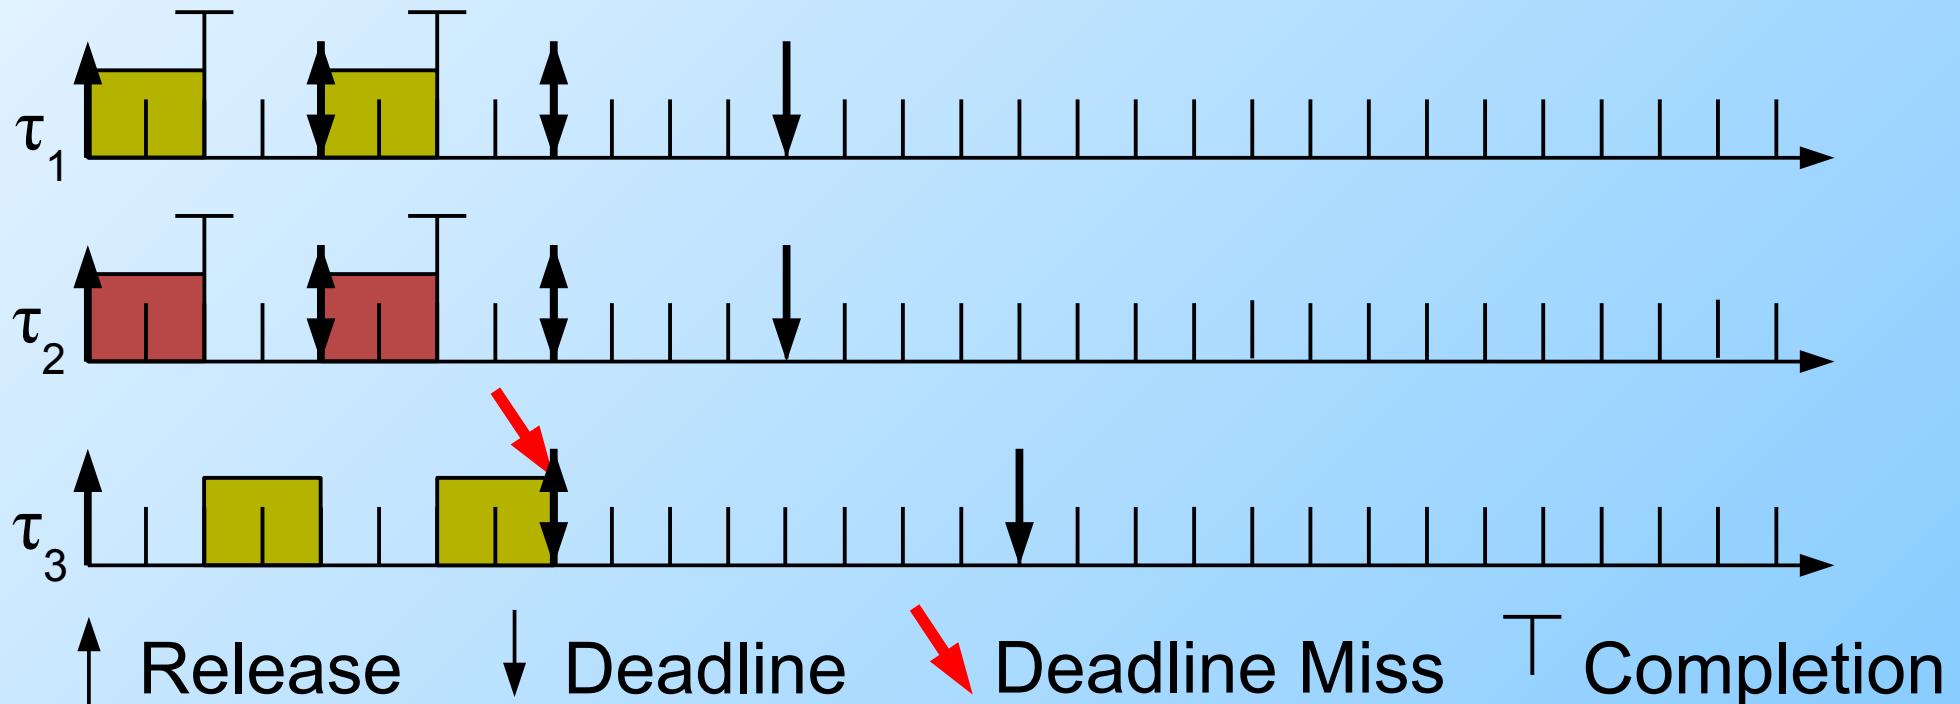 τ1
τ2
τ3
Release Deadline Deadline Miss Completion